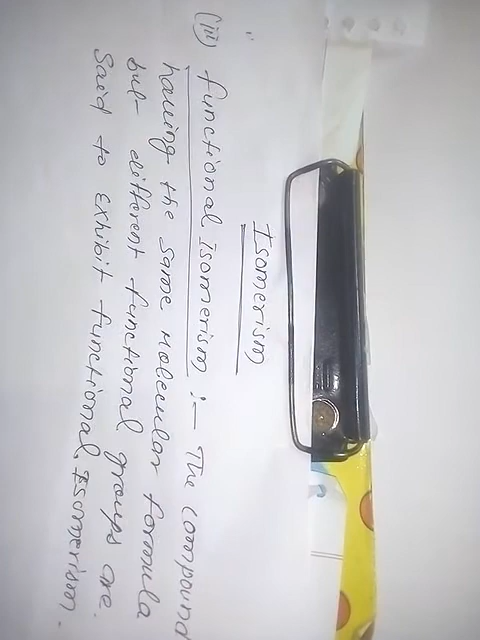 Isomerism
(iii) functional Isomerism :- The compound
having the same molecular formula
but different functional groups are
said to exhibit functional Isomerism.